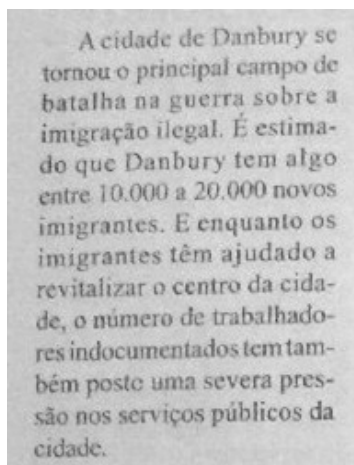 A cidade de Danbury se
tornou o principal campo de
batalha na guerra sobre a
imigração ilegal. É estima-
do que Danbury tem algo
entre 10.000 a 20.000 novos
imigrantes. E enquanto os
imigrantes têm ajudado a
revitalizar o centro da cida-
de, o número de trabalhado-
res indocumentados tem tam-
bém posto uma severa pres-
são nos serviços públicos da
cidade.